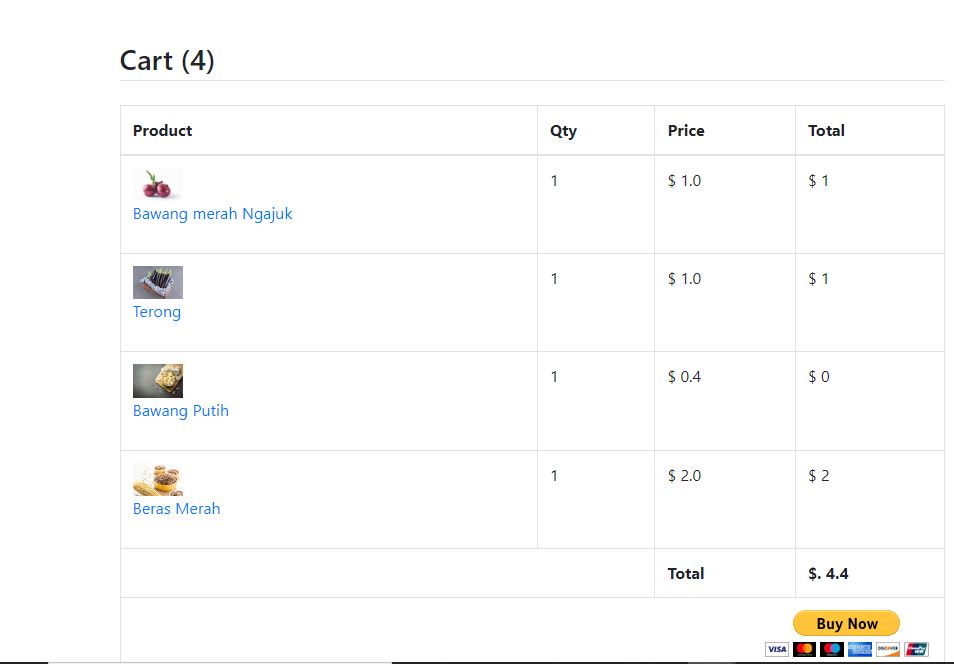 Cart (4)
Product Qty Price Total
1 $ 1.0 $ 1
Bawang merah Ngajuk
1 $ 1.0 $ 1
Terong
1 $ 0.4 $ 0
Bawang Putih
1 $ 2.0 $ 2
Beras Merah
Total $. 4.4
Buy Now
VISA DISCOVER